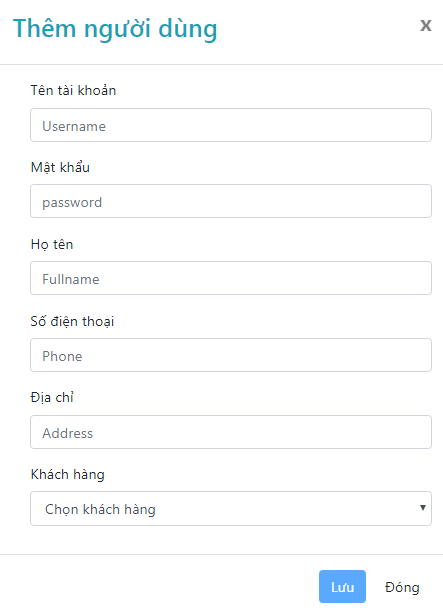 Thêm người dùng x
Tên tài khoản
Username
Mật khẩu
password
Họ tên
Fullname
Số điện thoại
Phone
Địa chỉ
Address
Khách hàng
Chọn khách hàng
Lưu Đóng